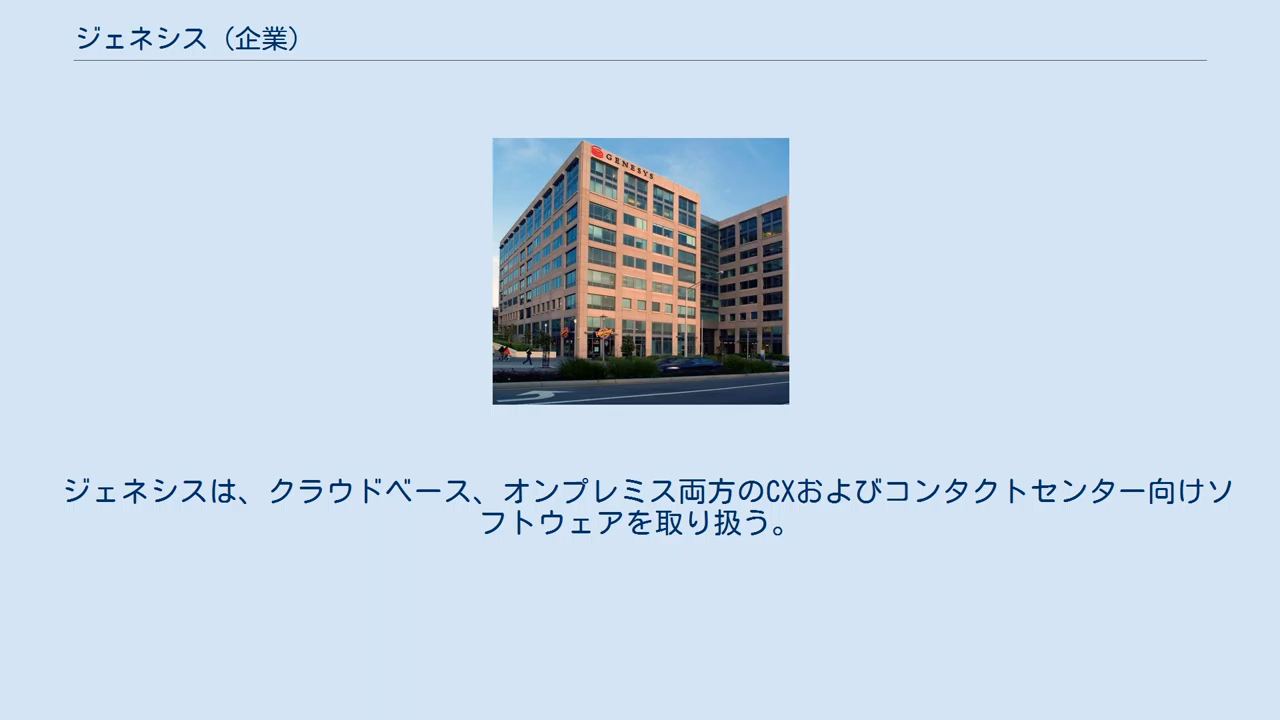 ジェネシス（企業）
GENESYS
ジェネシスは、クラウドベース、オンプレミス両方のCXおよびコンタクトセンター向けソ
フトウェアを取り扱う。